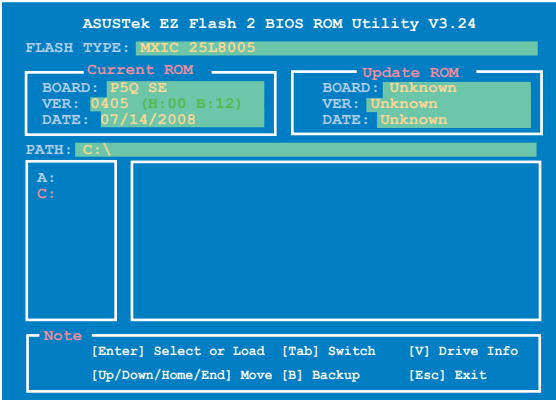 ASUSTek EZ Flash 2 BIOS ROM Utility V3.24
FLASH TYPE: MXIC 25L8005
Current ROM
BOARD: P5Q SE
VER: 0405 (H:00 B:12)
DATE: 07/14/2008
Update ROM
BOARD: Unknown
VER: Unknown
DATE: Unknown
PATH: C:\
A:
C:
Note
[Enter] Select or Load [Tab] Switch [V] Drive Info
[Up/Down/Home/End] Move [B] Backup [Esc] Exit